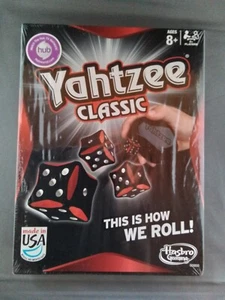 hub
AGES
8+
Yahtzee
CLASSIC
THIS IS HOW
WE ROLL!
made in
USA
Hasbro
Gaming